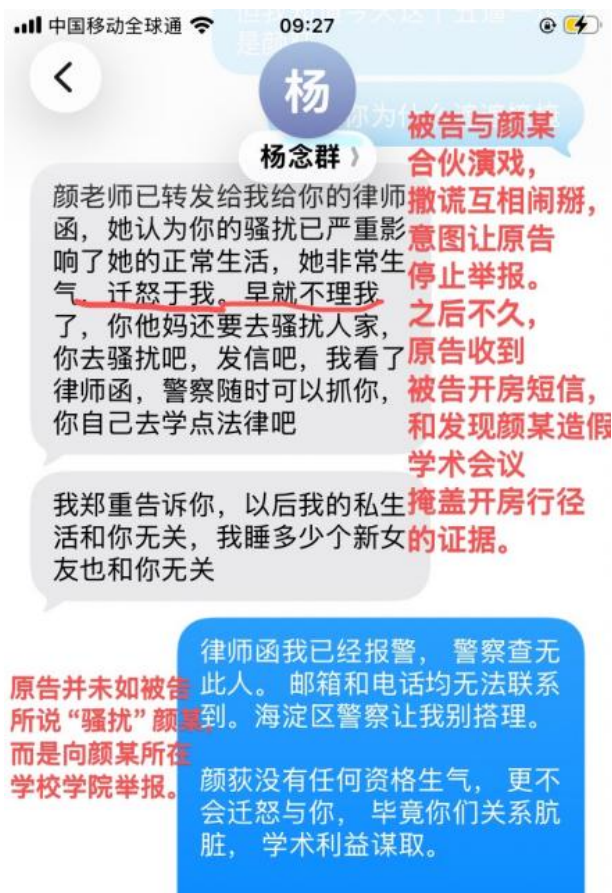 中国移动全球通
09:27
杨
杨念群
被告与颜某
合伙演戏，
撒谎互相闹掰，
意图让原告
停止举报。
之后不久，
原告收到
被告开房短信，
和发现颜某造假
学术会议
掩盖开房行径
的证据。
颜老师已转发给我给你的律师
函，她认为你的骚扰已严重影
响了她的正常生活，她非常生
气，迁怒于我。早就不理我
了，你他妈还要去骚扰人家，
你去骚扰吧，发信吧，我看了
律师函，警察随时可以抓你，
你自己去学点法律吧
我郑重告诉你，以后我的私生
活和你无关，我睡多少个新女
友也和你无关
原告并未如被告
所说“骚扰”颜某，
而是向颜某所在
学校学院举报。
律师函我已经报警， 警察查无
此人。 邮箱和电话均无法联系
到。海淀区警察让我别搭理。
颜荻没有任何资格生气， 更不
会迁怒与你， 毕竟你们关系肮
脏， 学术利益谋取。